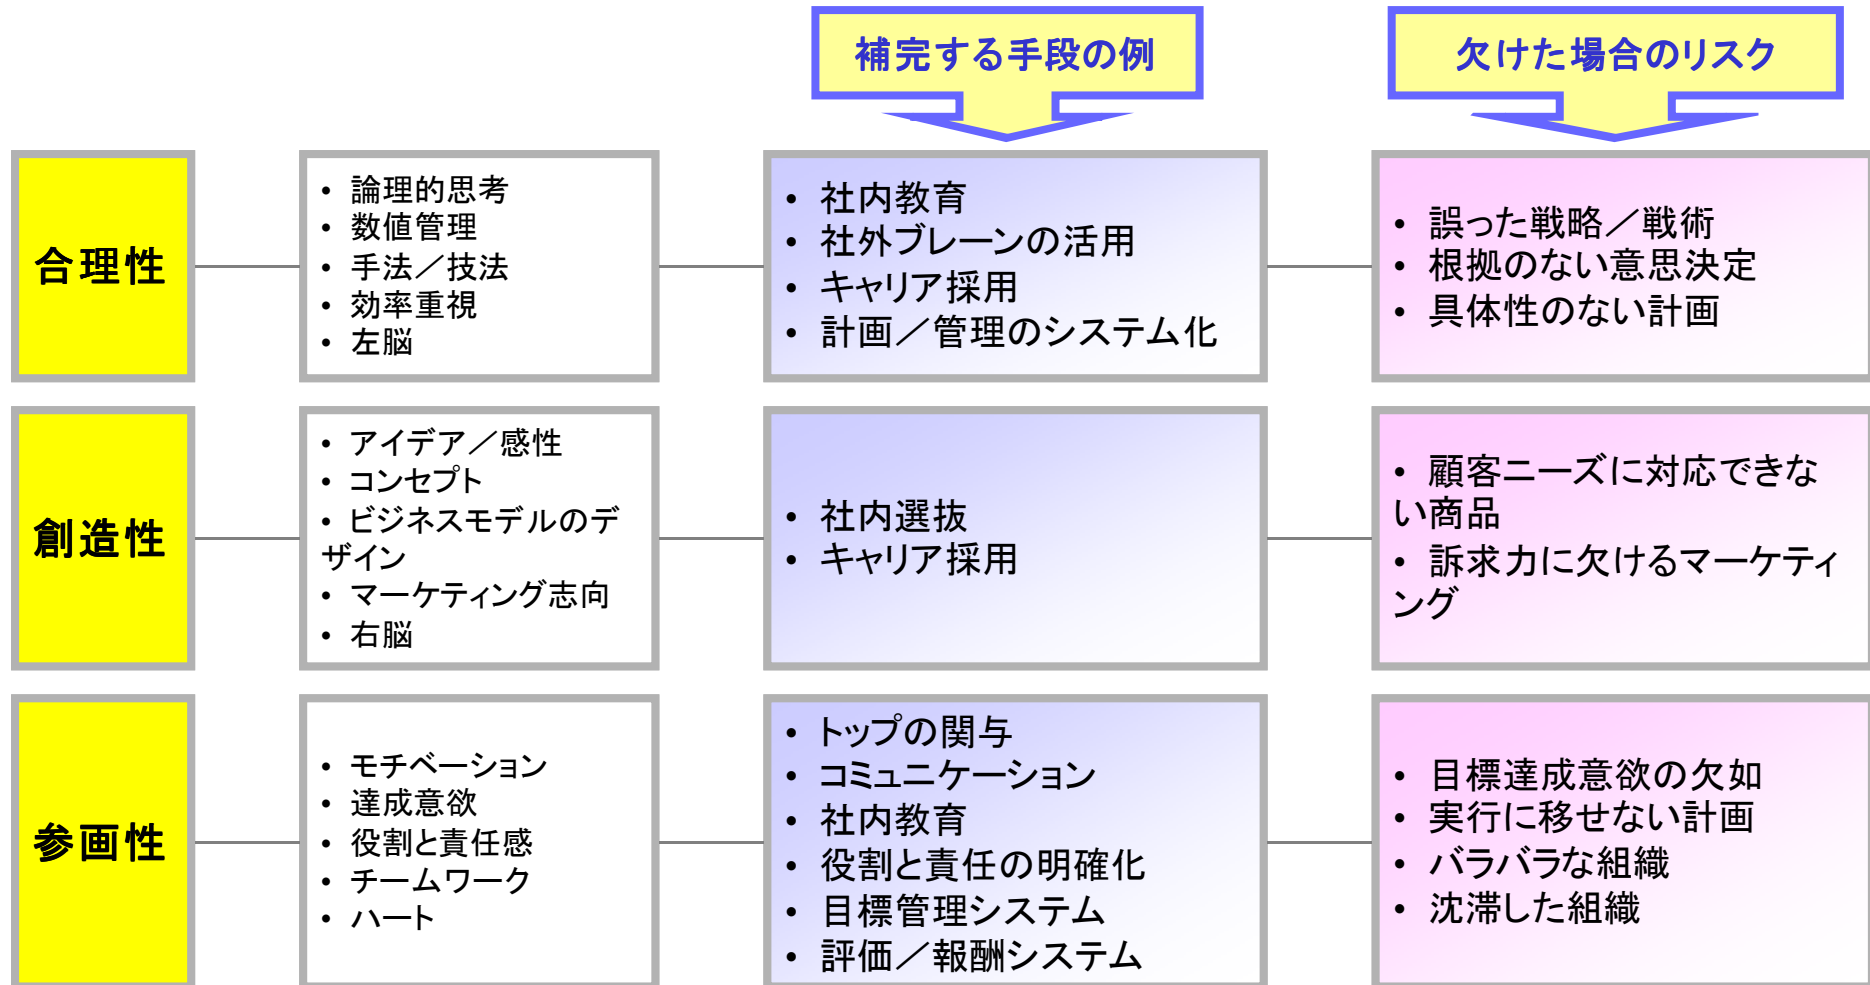 補完する手段の例
欠けた場合のリスク
合理性
• 論理的思考
• 数値管理
• 手法／技法
• 効率重視
• 左脳
• 社内教育
• 社外ブレーンの活用
• キャリア採用
• 計画／管理のシステム化
• 誤った戦略／戦術
• 根拠のない意思決定
• 具体性のない計画
創造性
• アイデア／感性
• コンセプト
• ビジネスモデルのデ
ザイン
• マーケティング志向
• 右脳
• 社内選抜
• キャリア採用
• 顧客ニーズに対応できな
い商品
• 訴求力に欠けるマーケティ
ング
参画性
• モチベーション
• 達成意欲
• 役割と責任感
• チームワーク
• ハート
• トップの関与
• コミュニケーション
• 社内教育
• 役割と責任の明確化
• 目標管理システム
• 評価／報酬システム
• 目標達成意欲の欠如
• 実行に移せない計画
• バラバラな組織
• 沈滞した組織